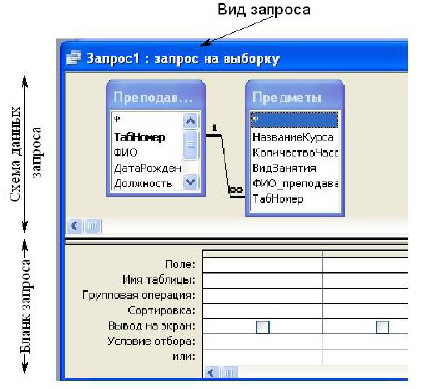 Вид запроса
Запрос1 : запрос на выборку
Схема данных
запроса
Преподав...
*
ТабНомер
ФИО
ДатаРожден
Должность
1
∞
Предметы
*
НазваниеКурса
КоличествоЧасс
ВидЗанятия
ФИО_преподава
ТабНомер
Бланк запроса
Поле:
Имя таблицы:
Групповая операция:
Сортировка:
Вывод на экран:
Условие отбора:
или: